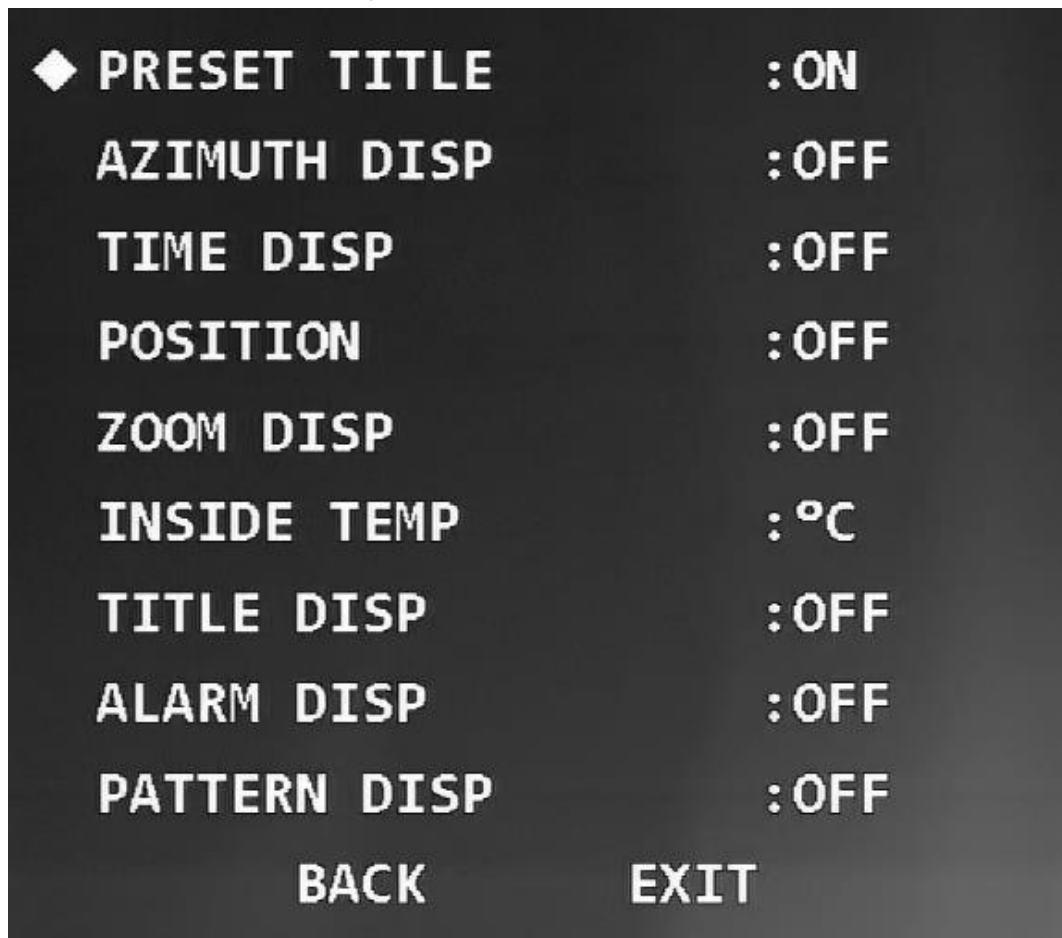 ◆ PRESET TITLE :ON
AZIMUTH DISP :OFF
TIME DISP :OFF
POSITION :OFF
ZOOM DISP :OFF
INSIDE TEMP :ºC
TITLE DISP :OFF
ALARM DISP :OFF
PATTERN DISP :OFF
BACK EXIT